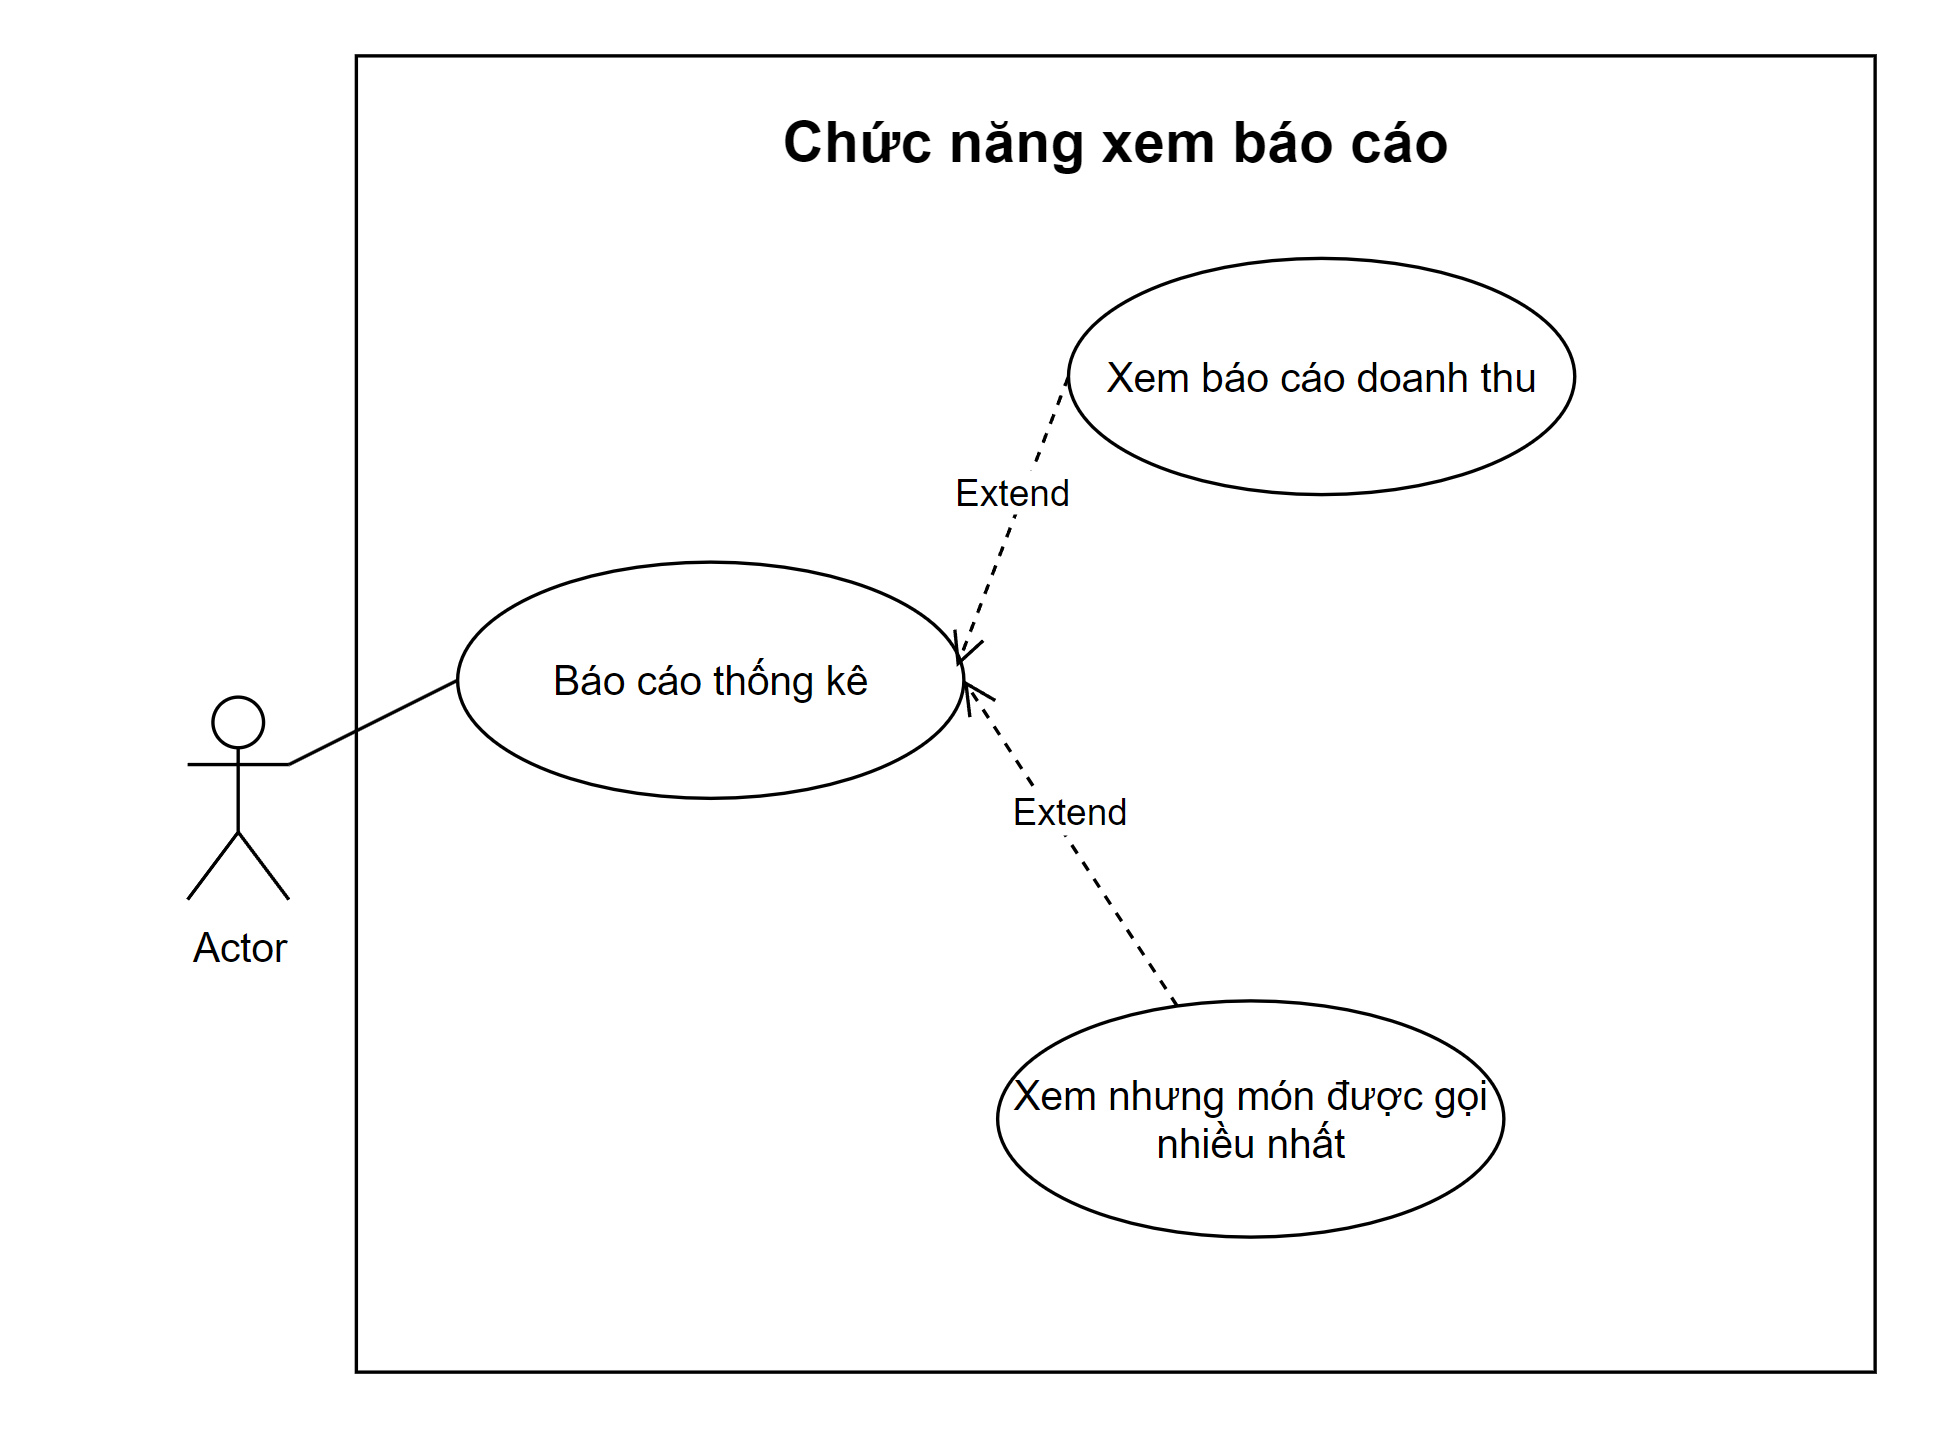 Chức năng xem báo cáo
Xem báo cáo doanh thu
Extend
Báo cáo thống kê
Extend
Actor
Xem nhưng món được gọi
nhiều nhất